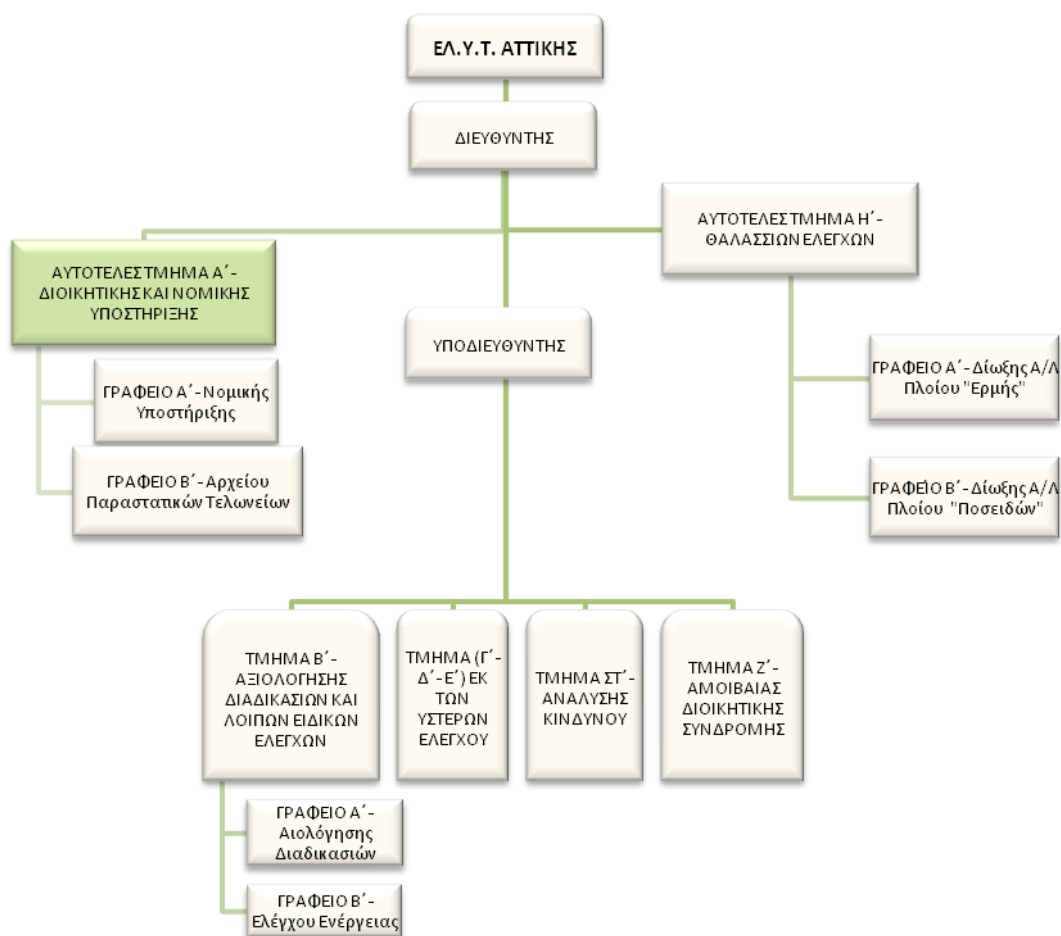 ΕΛ.Υ.Τ. ΑΤΤΙΚΗΣ
ΔΙΕΥΘΥΝΤΗΣ
ΑΥΤΟΤΕΛΕΣ ΤΜΗΜΑ Η΄-
ΘΑΛΑΣΣΙΩΝ ΕΛΕΓΧΩΝ
ΑΥΤΟΤΕΛΕΣ ΤΜΗΜΑ Α΄-
ΔΙΟΙΚΗΤΙΚΗΣ ΚΑΙ ΝΟΜΙΚΗΣ
ΥΠΟΣΤΗΡΙΞΗΣ
ΥΠΟΔΙΕΥΘΥΝΤΗΣ
ΓΡΑΦΕΙΟ Α΄- Νομικής
Υποστήριξης
ΓΡΑΦΕΙΟ Β΄- Αρχείου
Παραστατικών Τελωνείων
ΓΡΑΦΕΙΟ Α΄- Δίωξης Α/Λ
Πλοίου "Ερμής"
ΓΡΑΦΕΊΟ Β΄- Δίωξης Α/Λ
Πλοίου "Ποσειδών"
ΤΜΗΜΑ Β΄-
ΑΞΙΟΛΟΓΗΣΗΣ
ΔΙΑΔΙΚΑΣΙΩΝ ΚΑΙ
ΛΟΙΠΩΝ ΕΙΔΙΚΩΝ
ΕΛΕΓΧΩΝ
ΤΜΗΜΑ (Γ΄-
Δ΄- Ε΄) ΕΚ
ΤΩΝ
ΥΣΤΕΡΩΝ
ΕΛΕΓΧΟΥ
ΤΜΗΜΑ ΣΤ΄-
ΑΝΑΛΥΣΗΣ
ΚΙΝΔΥΝΟΥ
ΤΜΗΜΑ Ζ΄-
ΑΜΟΙΒΑΙΑΣ
ΔΙΟΙΚΗΤΙΚΗΣ
ΣΥΝΔΡΟΜΗΣ
ΓΡΑΦΕΙΟ Α΄-
Αιολόγησης
Διαδικασιών
ΓΡΑΦΕΙΟ Β΄-
Ελέγχου Ενέργειας